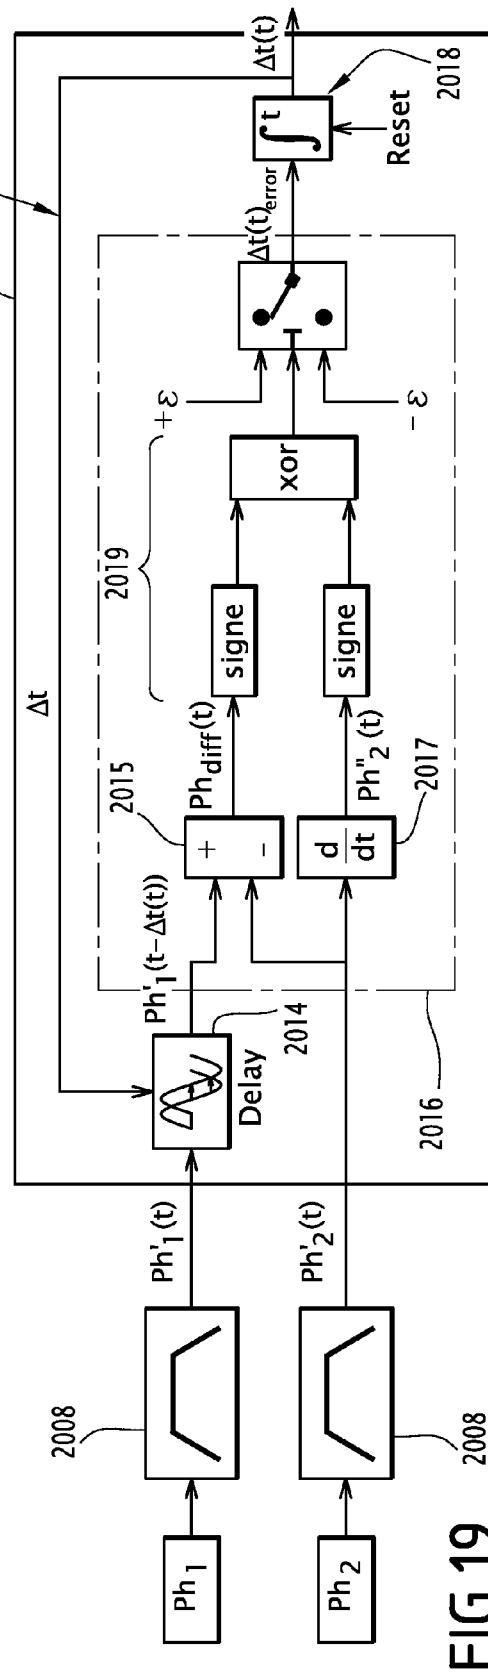 Δt
Δt(t)
2018
Reset
Δt(t)error
+ε
−ε
xor
2019
signe
signe
Phdiff(t)
Ph''2(t)
2015
+
−
d
dt
2017
Ph'1(t−Δt(t))
2014
Delay
2016
∫t
Ph'1(t)
Ph'2(t)
2008
2008
Ph1
Ph2
FIG.19